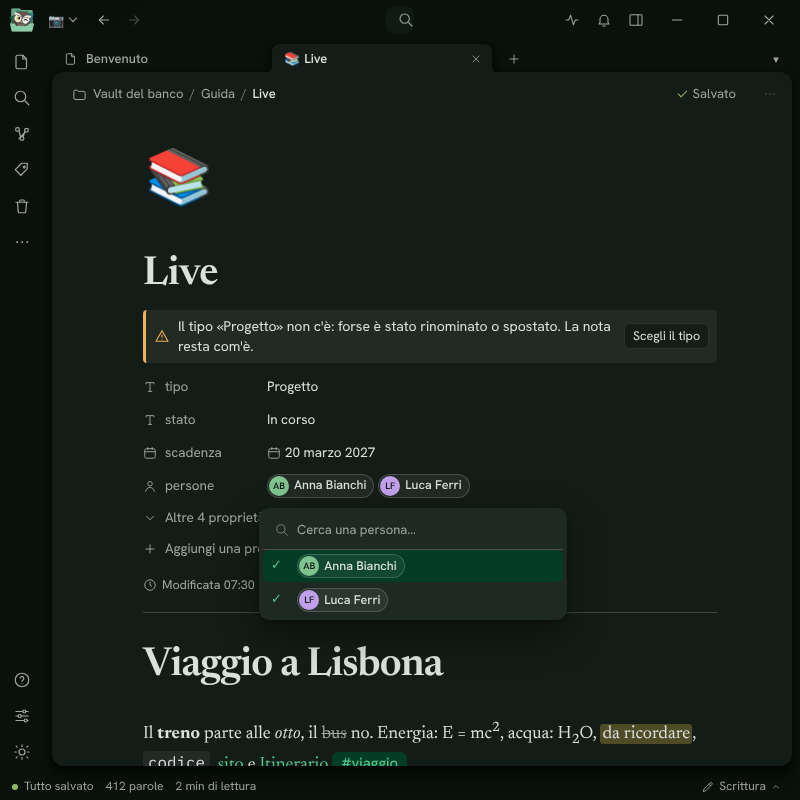 Benvenuto
Live
Vault del banco / Guida / Live
Salvato
Live
Il tipo «Progetto» non c'è: forse è stato rinominato o spostato. La nota
resta com'è.
Scegli il tipo
tipo Progetto
stato In corso
scadenza 20 marzo 2027
persone AB Anna Bianchi LF Luca Ferri
Altre 4 propriet
Cerca una persona…
Aggiungi una pr
AB Anna Bianchi
Modificata 07:30
LF Luca Ferri
Viaggio a Lisbona
Il treno parte alle otto, il bus no. Energia: E = mc², acqua: H₂O, da ricordare,
codice sito e Itinerario #viaggio
Tutto salvato 412 parole 2 min di lettura
Scrittura